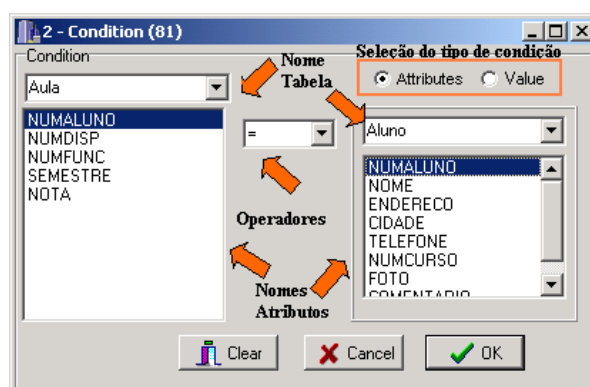 2 - Condition (81)
Condition
Nome
Tabela
Seleção do tipo de condição
Attributes
Value
Aula
=
Aluno
NUMALUNO
NUMDISP
NUMFUNC
SEMESTRE
NOTA
NUMALUNO
NOME
ENDERECO
CIDADE
TELEFONE
NUMCURSO
FOTO
COMENTARIO
Operadores
Nomes
Atributos
Clear
Cancel
OK